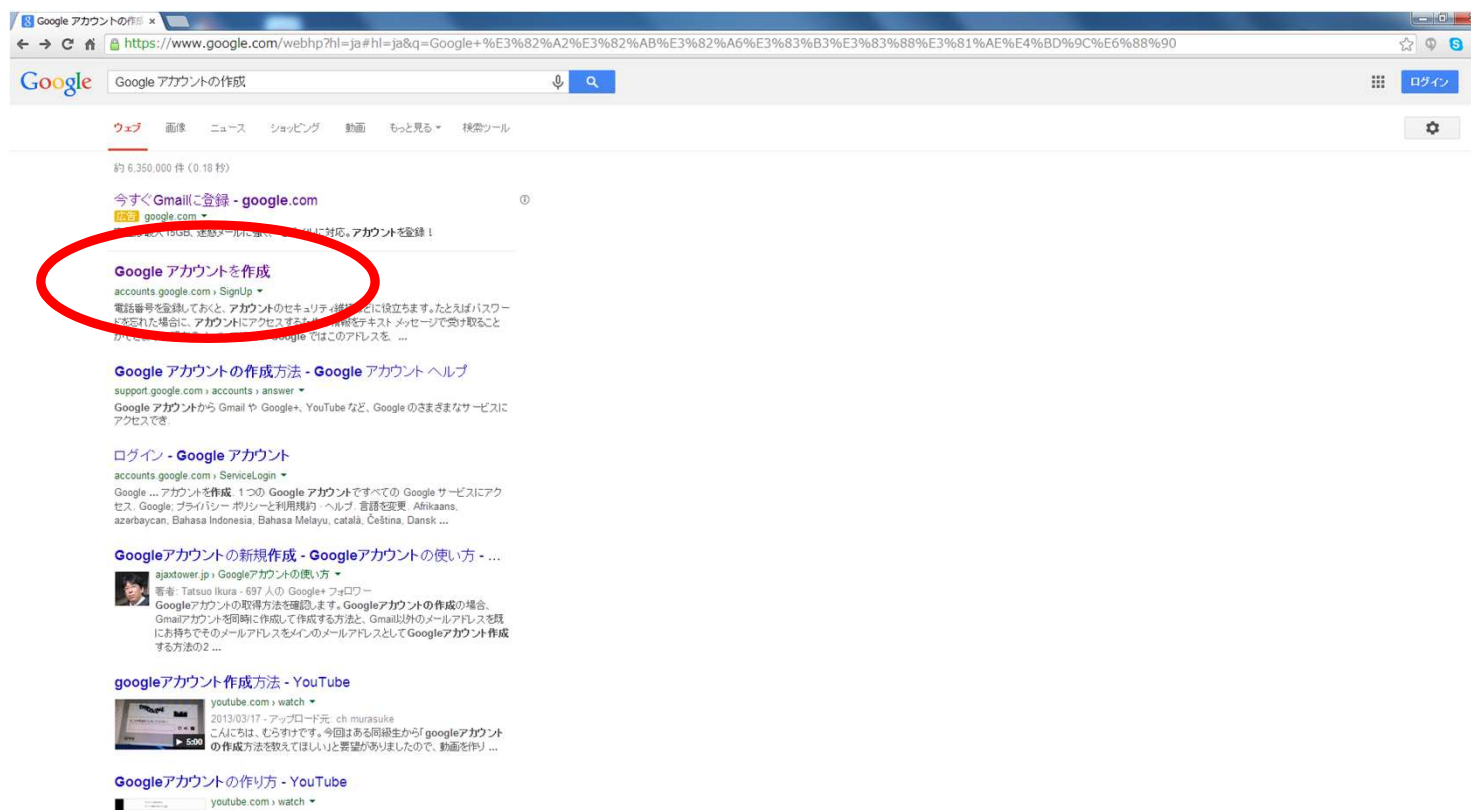 Google アカウントの作成
https://www.google.com/webhp?hl=ja#hl=ja&q=Google+%E3%82%A2%E3%82%AB%E3%82%A6%E3%83%B3%E3%83%88%E3%81%AE%E4%BD%9C%E6%88%90
Google Google アカウントの作成 ログイン
ウェブ 画像 ニュース ショッピング 動画 もっと見る 検索ツール
約 6,350,000 件 (0.18 秒)
今すぐGmailに登録 - google.com
広告 google.com
15GB、迷惑メールに 対応。アカウントを登録！
Google アカウントを作成
accounts.google.com › SignUp
電話番号を登録しておくと、アカウントのセキュリティ維持 どに役立ちます。たとえばパスワー
ドを忘れた場合に、アカウントにアクセスするため 情報をテキスト メッセージで受け取ること
Google ではこのアドレスを. ...
Google アカウントの作成方法 - Google アカウント ヘルプ
support.google.com › accounts › answer
Google アカウントから Gmail や Google+、YouTube など、Google のさまざまなサービスに
アクセスでき.
ログイン - Google アカウント
accounts.google.com › ServiceLogin
Google ... アカウントを作成. 1 つの Google アカウントですべての Google サービスにアク
セス. Google; プライバシー ポリシーと利用規約 · ヘルプ. 言語を変更. Afrikaans,
azərbaycan, Bahasa Indonesia, Bahasa Melayu, català, Čeština, Dansk ...
Googleアカウントの新規作成 - Googleアカウントの使い方 - ...
ajaxtower.jp › Googleアカウントの使い方
著者: Tatsuo Ikura - 697 人の Google+ フォロワー
Googleアカウントの取得方法を確認します。Googleアカウントの作成の場合、
Gmailアカウントを同時に作成して作成する方法と、Gmail以外のメールアドレスを既
にお持ちでそのメールアドレスをメインのメールアドレスとしてGoogleアカウント作成
する方法の2 ...
googleアカウント作成方法 - YouTube
youtube.com › watch
2013/03/17 - アップロード元: ch murasuke
こんにちは、むらすけです。今回はある同級生から「googleアカウント
5:00 の作成方法を教えてほしい」と要望がありましたので、動画を作り ...
Googleアカウントの作り方 - YouTube
youtube.com › watch